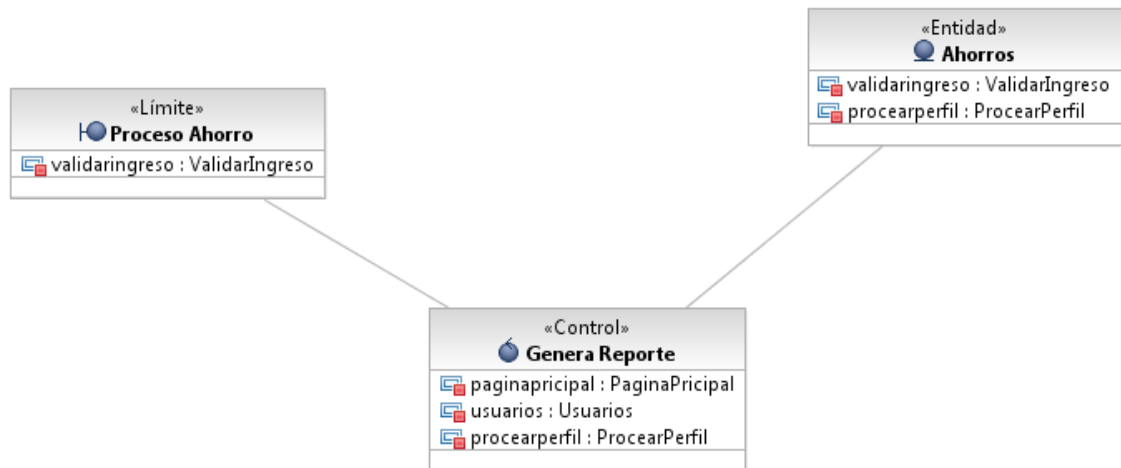 «Entidad»
Ahorros
validaringreso : ValidarIngreso
procearperfil : ProcearPerfil
«Límite»
Proceso Ahorro
validaringreso : ValidarIngreso
«Control»
Genera Reporte
paginapricipal : PaginaPricipal
usuarios : Usuarios
procearperfil : ProcearPerfil